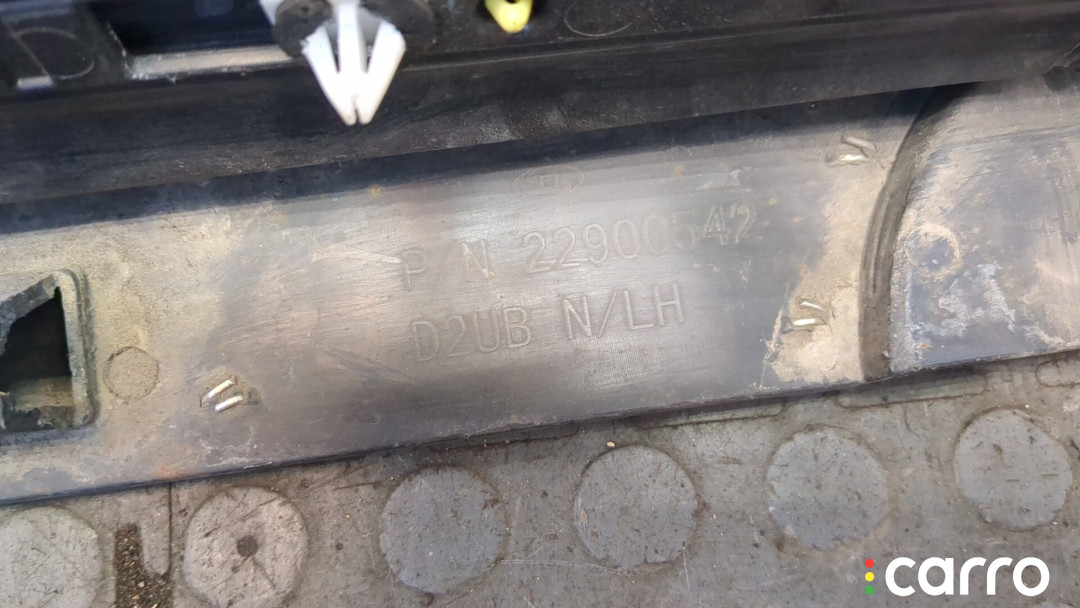 P/N 22900542
D2UB N/LH
carro